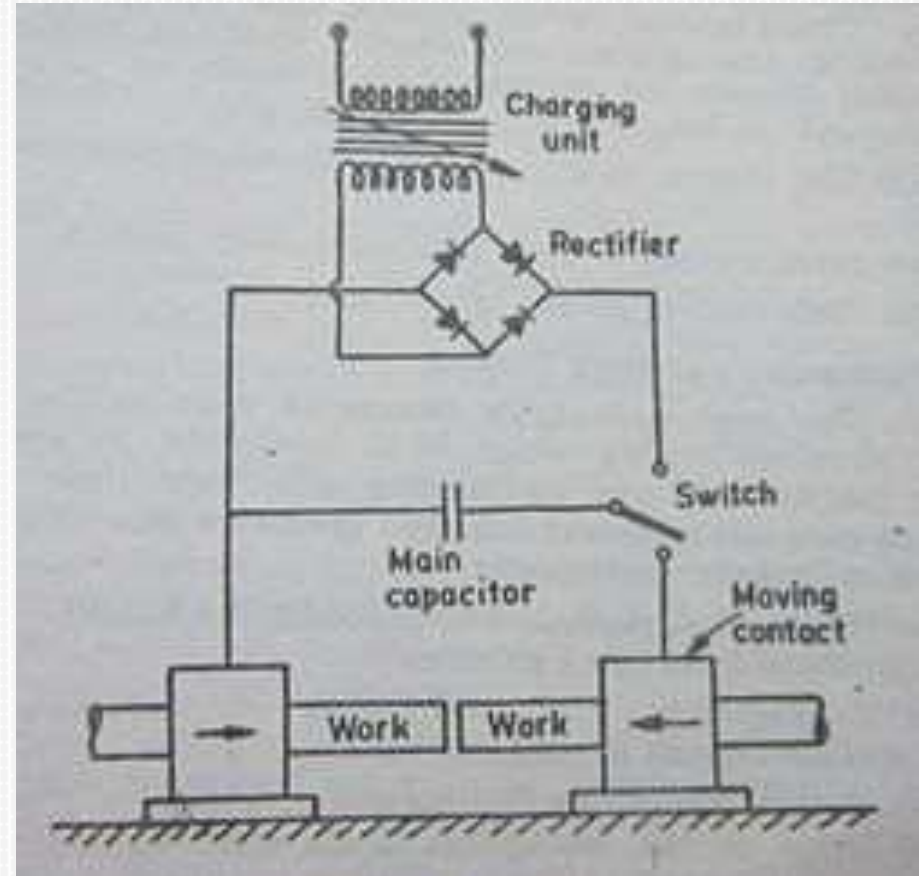 Charging
unit
Rectifier
Switch
Main
capacitor
Moving
contact
Work
Work